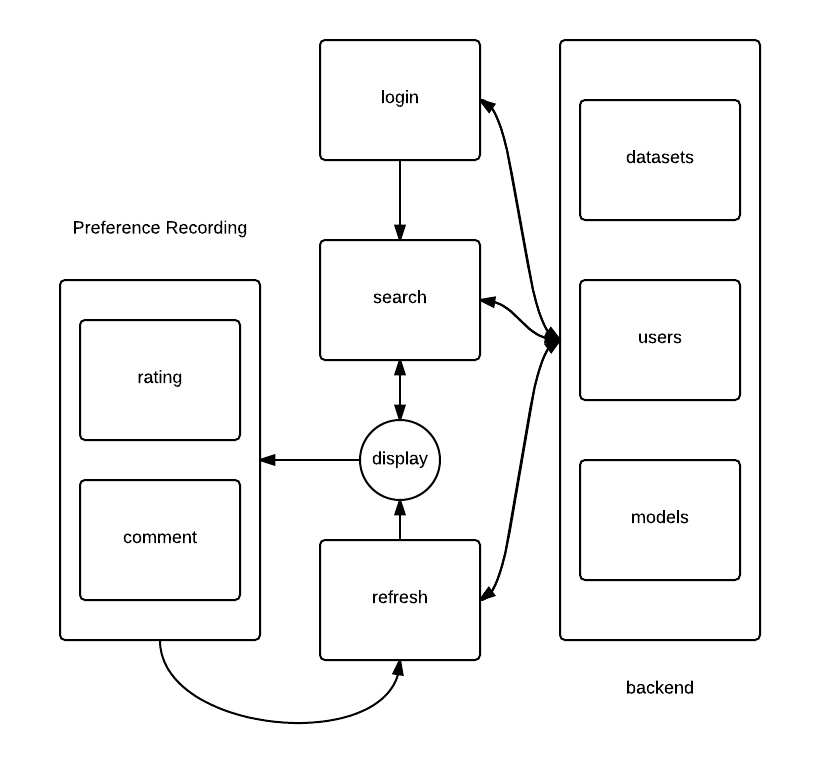 login
datasets
Preference Recording
search
users
rating
display
models
comment
refresh
backend